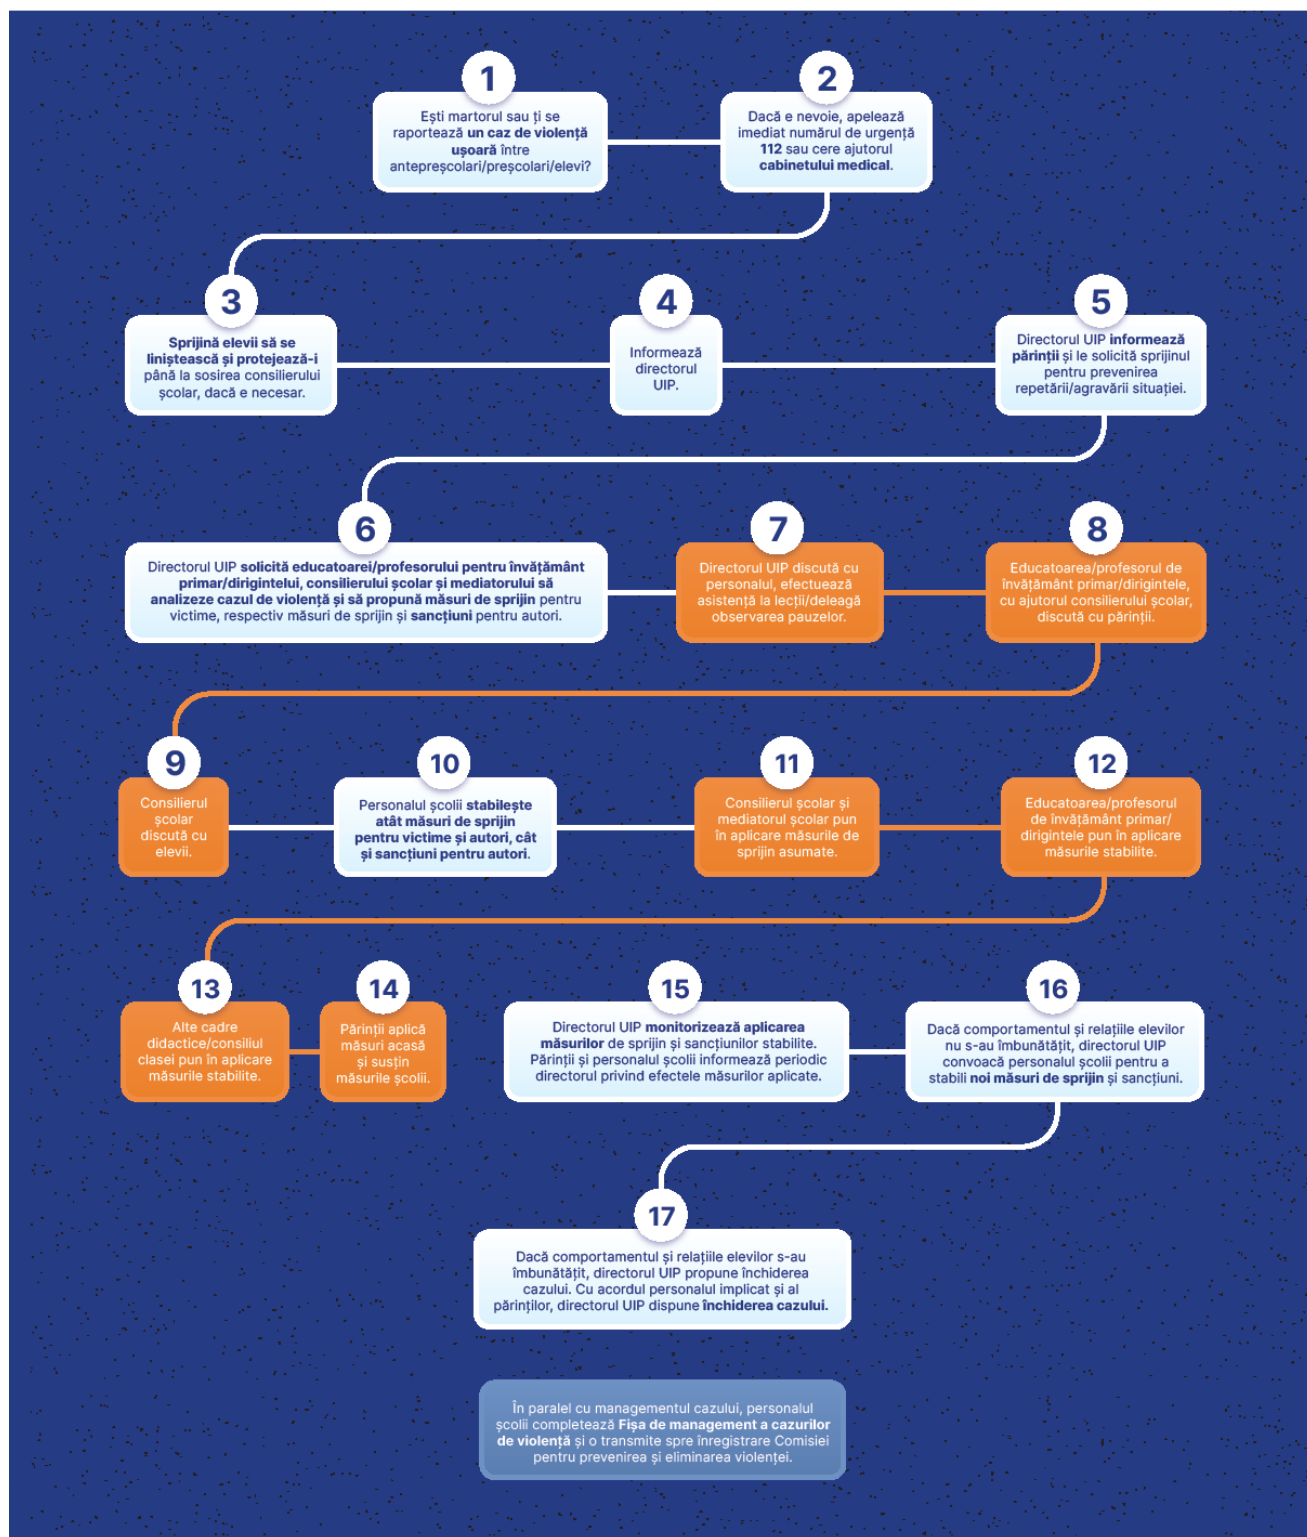 1
Ești martorul sau ți se
raportează un caz de violență
ușoară între
antepreșcolari/preșcolari/elevi?
2
Dacă e nevoie, apelează
imediat numărul de urgență
112 sau cere ajutorul
cabinetului medical.
3
Sprijină elevii să se
liniștească și protejează-i
până la sosirea consilierului
școlar, dacă e necesar.
4
Informează
directorul
UIP.
5
Directorul UIP informează
părinții și le solicită sprijinul
pentru prevenirea
repetării/agravării situației.
6
Directorul UIP solicită educatoarei/profesorului pentru învățământ
primar/dirigintelui, consilierului școlar și mediatorului să
analizeze cazul de violență și să propună măsuri de sprijin pentru
victime, respectiv măsuri de sprijin și sancțiuni pentru autori.
7
Directorul UIP discută cu
personalul, efectuează
asistență la lecții/deleagă
observarea pauzelor.
8
Educatoarea/profesorul de
învățământ primar/dirigintele,
cu ajutorul consilierului școlar,
discută cu părinții.
9
Consilierul
școlar
discută cu
elevii.
10
Personalul școlii stabilește
atât măsuri de sprijin
pentru victime și autori, cât
și sancțiuni pentru autori.
11
Consilierul școlar și
mediatorul școlar pun
în aplicare măsurile de
sprijin asumate.
12
Educatoarea/profesorul
de învățământ primar/
dirigintele pun în aplicare
măsurile stabilite.
13
Alte cadre
didactice/consiliul
clasei pun în aplicare
măsurile stabilite.
14
Părinții aplică
măsuri acasă
și susțin
măsurile școlii.
15
Directorul UIP monitorizează aplicarea
măsurilor de sprijin și sancțiunilor stabilite.
Părinții și personalul școlii informează periodic
directorul privind efectele măsurilor aplicate.
16
Dacă comportamentul și relațiile elevilor
nu s-au îmbunătățit, directorul UIP
convoacă personalul școlii pentru a
stabili noi măsuri de sprijin și sancțiuni.
17
Dacă comportamentul și relațiile elevilor s-au
îmbunătățit, directorul UIP propune închiderea
cazului. Cu acordul personalul implicat și al
părinților, directorul UIP dispune închiderea cazului.
În paralel cu managementul cazului, personalul
școlii completează Fișa de management a cazurilor
de violență și o transmite spre înregistrare Comisiei
pentru prevenirea și eliminarea violenței.